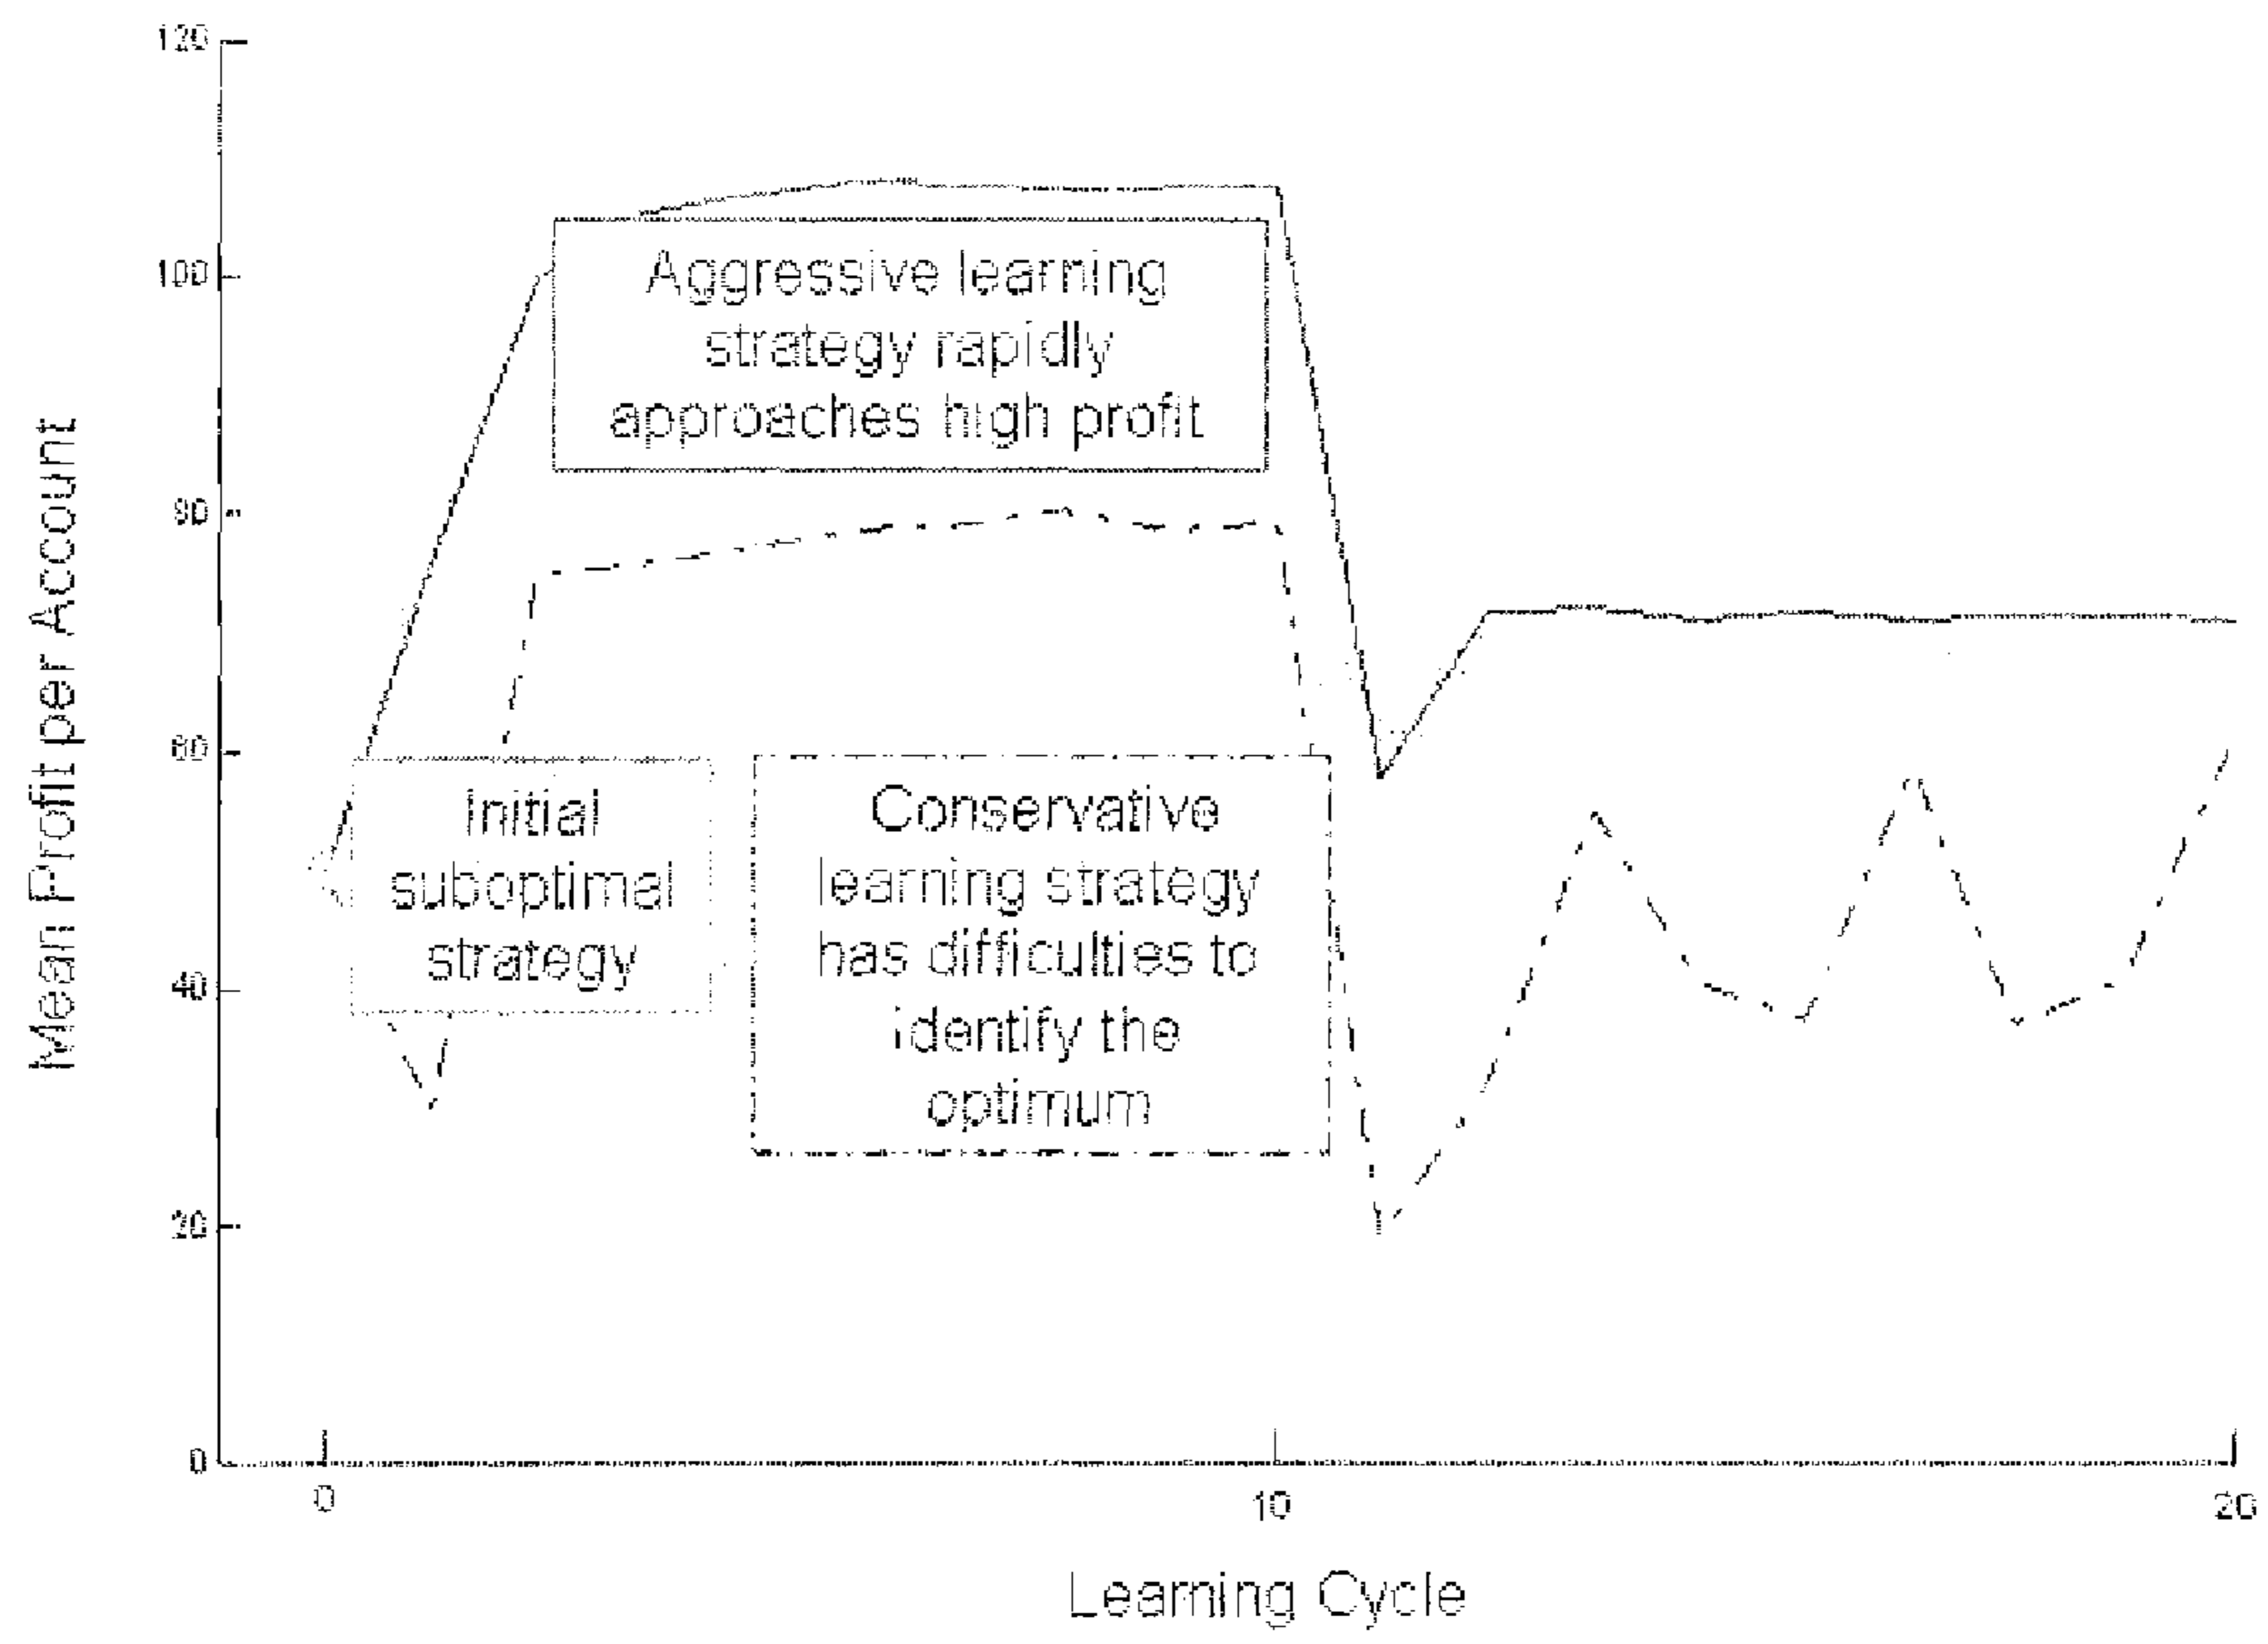 120
100
80
60
40
20
0
Mean Profit per Account
Aggressive learning
strategy rapidly
approaches high profit
Initial
suboptimal
strategy
Conservative
learning strategy
has difficulties to
identify the
optimum
0
10
20
Learning Cycle